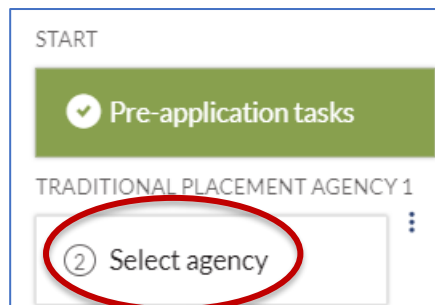 START
Pre-application tasks
TRADITIONAL PLACEMENT AGENCY 1
2 Select agency